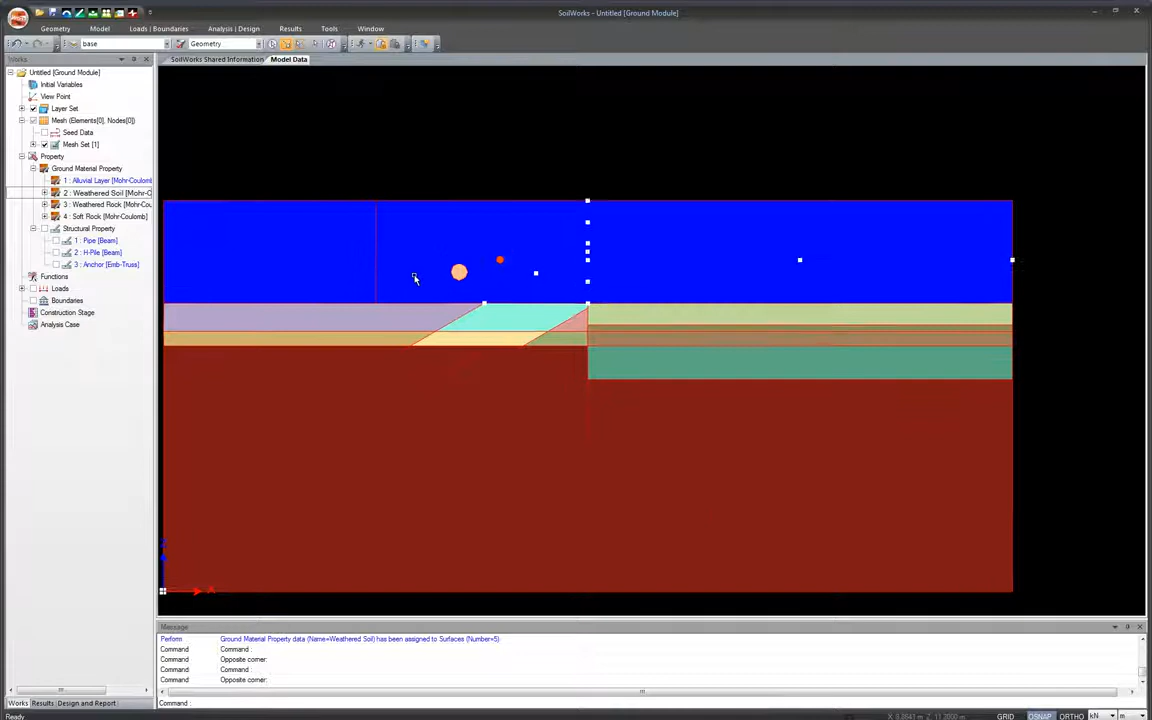 SoilWorks - Untitled [Ground Module]
Geometry Model Loads | Boundaries Analysis | Design Results Tools Window
base Geometry
Works
SoilWorks Shared Information Model Data
Untitled [Ground Module]
Initial Variables
View Point
Layer Set
Mesh (Elements[0], Nodes[0])
Seed Data
Mesh Set [1]
Property
Ground Material Property
1 : Alluvial Layer [Mohr-Coulomb
2 : Weathered Soil [Mohr-C
3 : Weathered Rock [Mohr-Cou
4 : Soft Rock [Mohr-Coulomb]
Structural Property
1 : Pipe [Beam]
2 : H-Pile [Beam]
3 : Anchor [Emb-Truss]
Functions
Loads
Boundaries
Construction Stage
Analysis Case
Message
Perform Ground Material Property data (Name=Weathered Soil) has been assigned to Surfaces (Number=5)
Command Command :
Command Opposite corner:
Command Command :
Command Opposite corner:
Works Results Design and Report
Command :
Ready
GRID OSNAP ORTHO kN m